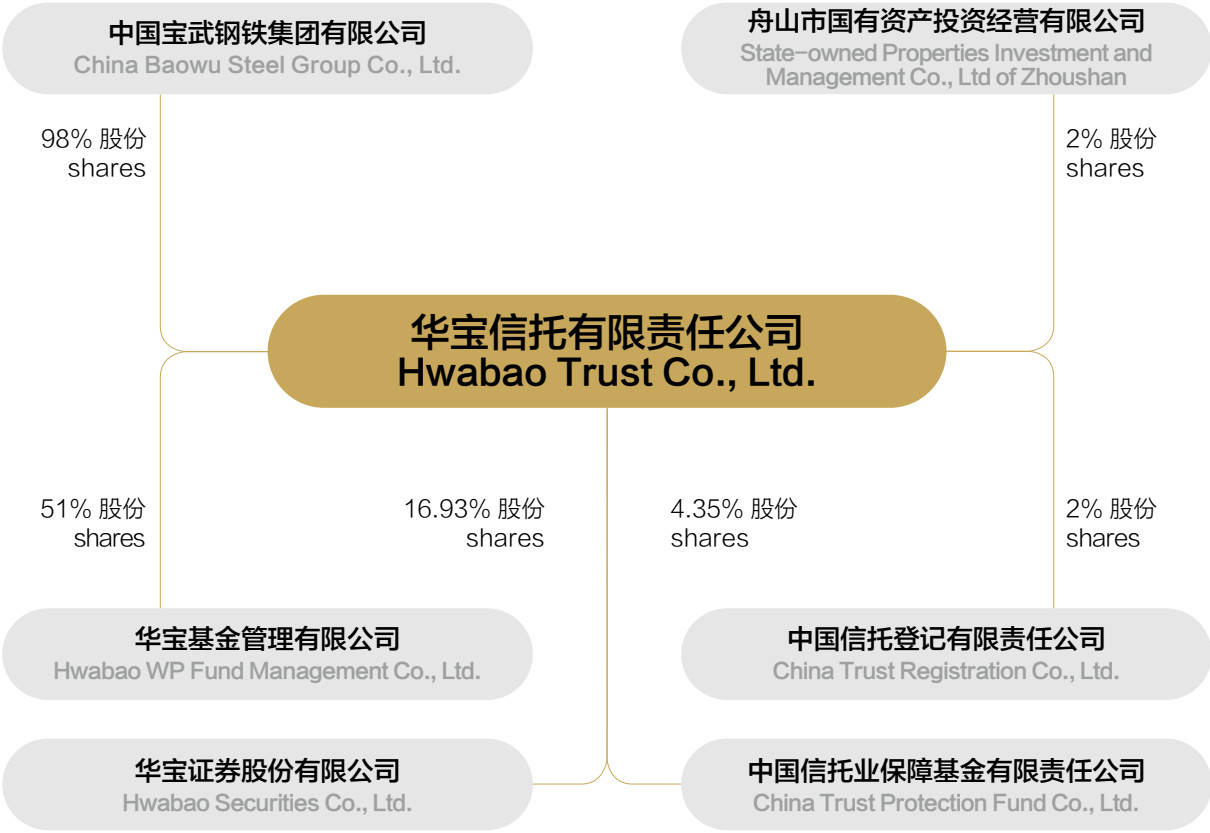 中国宝武钢铁集团有限公司
China Baowu Steel Group Co., Ltd.
舟山市国有资产投资经营有限公司
State-owned Properties Investment and
Management Co., Ltd of Zhoushan
98% 股份
shares
2% 股份
shares
华宝信托有限责任公司
Hwabao Trust Co., Ltd.
51% 股份
shares
16.93% 股份
shares
4.35% 股份
shares
2% 股份
shares
华宝基金管理有限公司
Hwabao WP Fund Management Co., Ltd.
中国信托登记有限责任公司
China Trust Registration Co., Ltd.
华宝证券股份有限公司
Hwabao Securities Co., Ltd.
中国信托业保障基金有限责任公司
China Trust Protection Fund Co., Ltd.